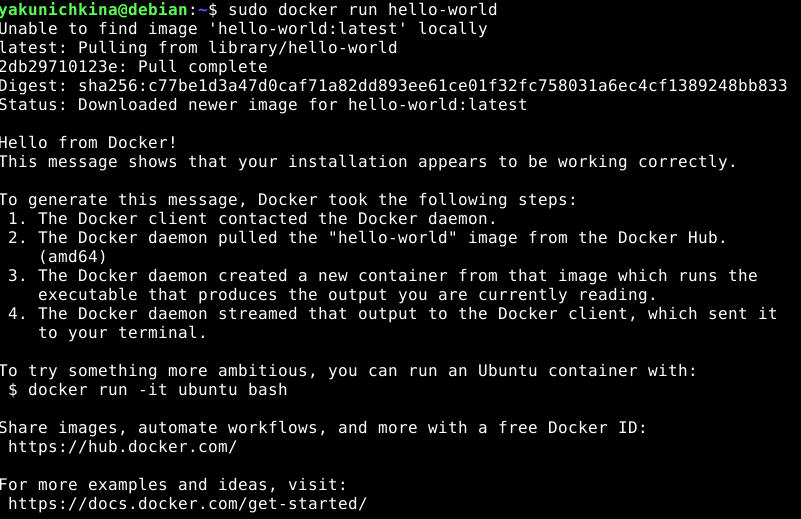 yakunichkina@debian:~$ sudo docker run hello-world
Unable to find image 'hello-world:latest' locally
latest: Pulling from library/hello-world
2db29710123e: Pull complete
Digest: sha256:c77be1d3a47d0caf71a82dd893ee61ce01f32fc758031a6ec4cf1389248bb833
Status: Downloaded newer image for hello-world:latest

Hello from Docker!
This message shows that your installation appears to be working correctly.

To generate this message, Docker took the following steps:
 1. The Docker client contacted the Docker daemon.
 2. The Docker daemon pulled the "hello-world" image from the Docker Hub.
    (amd64)
 3. The Docker daemon created a new container from that image which runs the
    executable that produces the output you are currently reading.
 4. The Docker daemon streamed that output to the Docker client, which sent it
    to your terminal.

To try something more ambitious, you can run an Ubuntu container with:
 $ docker run -it ubuntu bash

Share images, automate workflows, and more with a free Docker ID:
 https://hub.docker.com/

For more examples and ideas, visit:
 https://docs.docker.com/get-started/